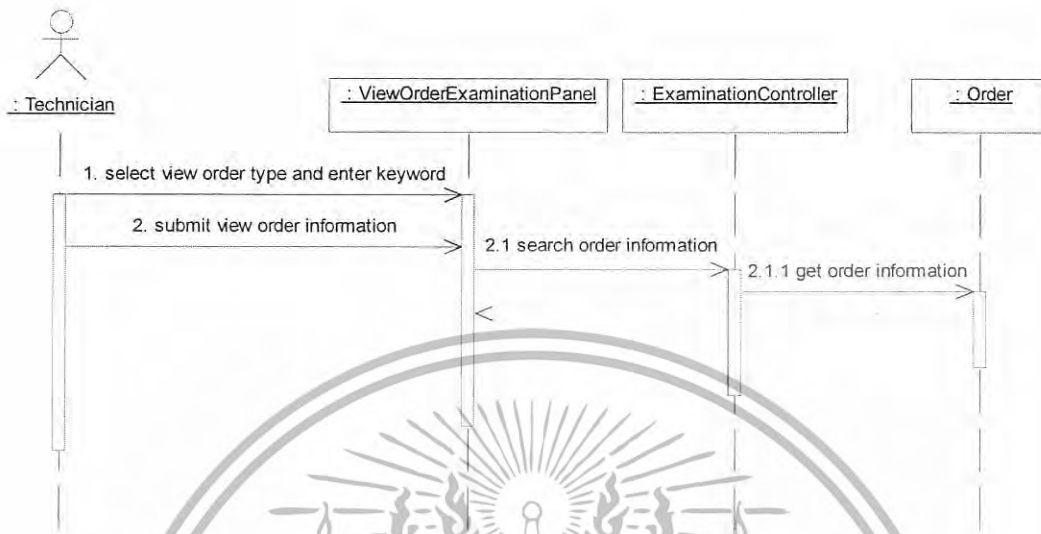 : Technician
: ViewOrderExaminationPanel
: ExaminationController
: Order
1. select view order type and enter keyword
2. submit view order information
2.1 search order information
2.1.1 get order information